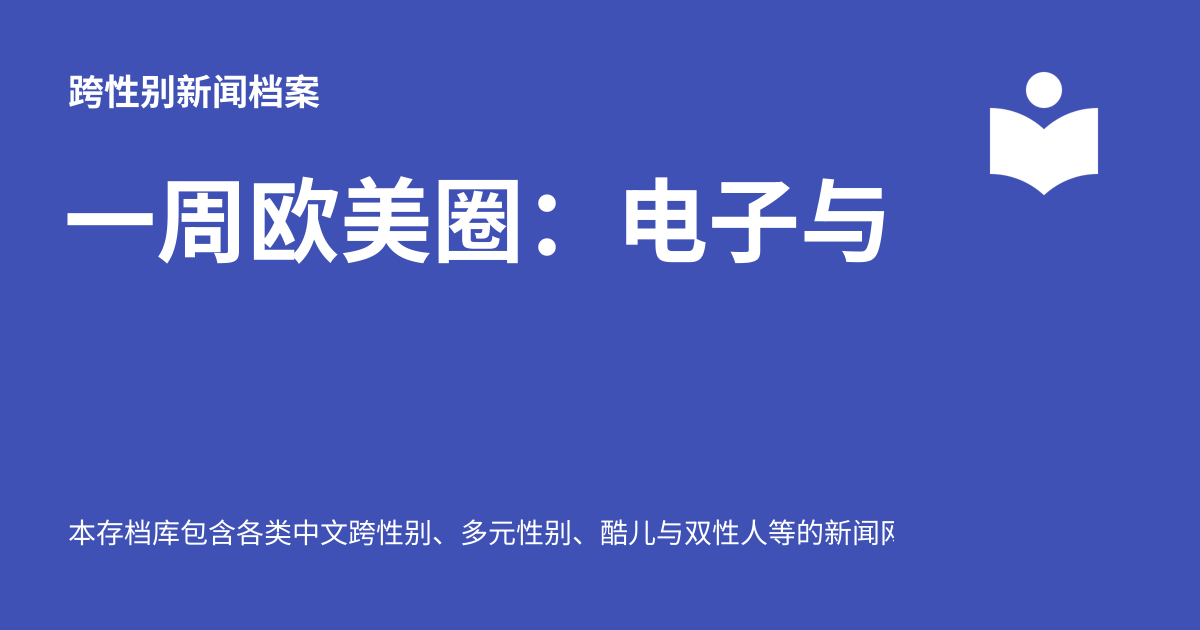 跨性别新闻档案
一周欧美圈：电子与
本存档库包含各类中文跨性别、多元性别、酷儿与双性人等的新闻